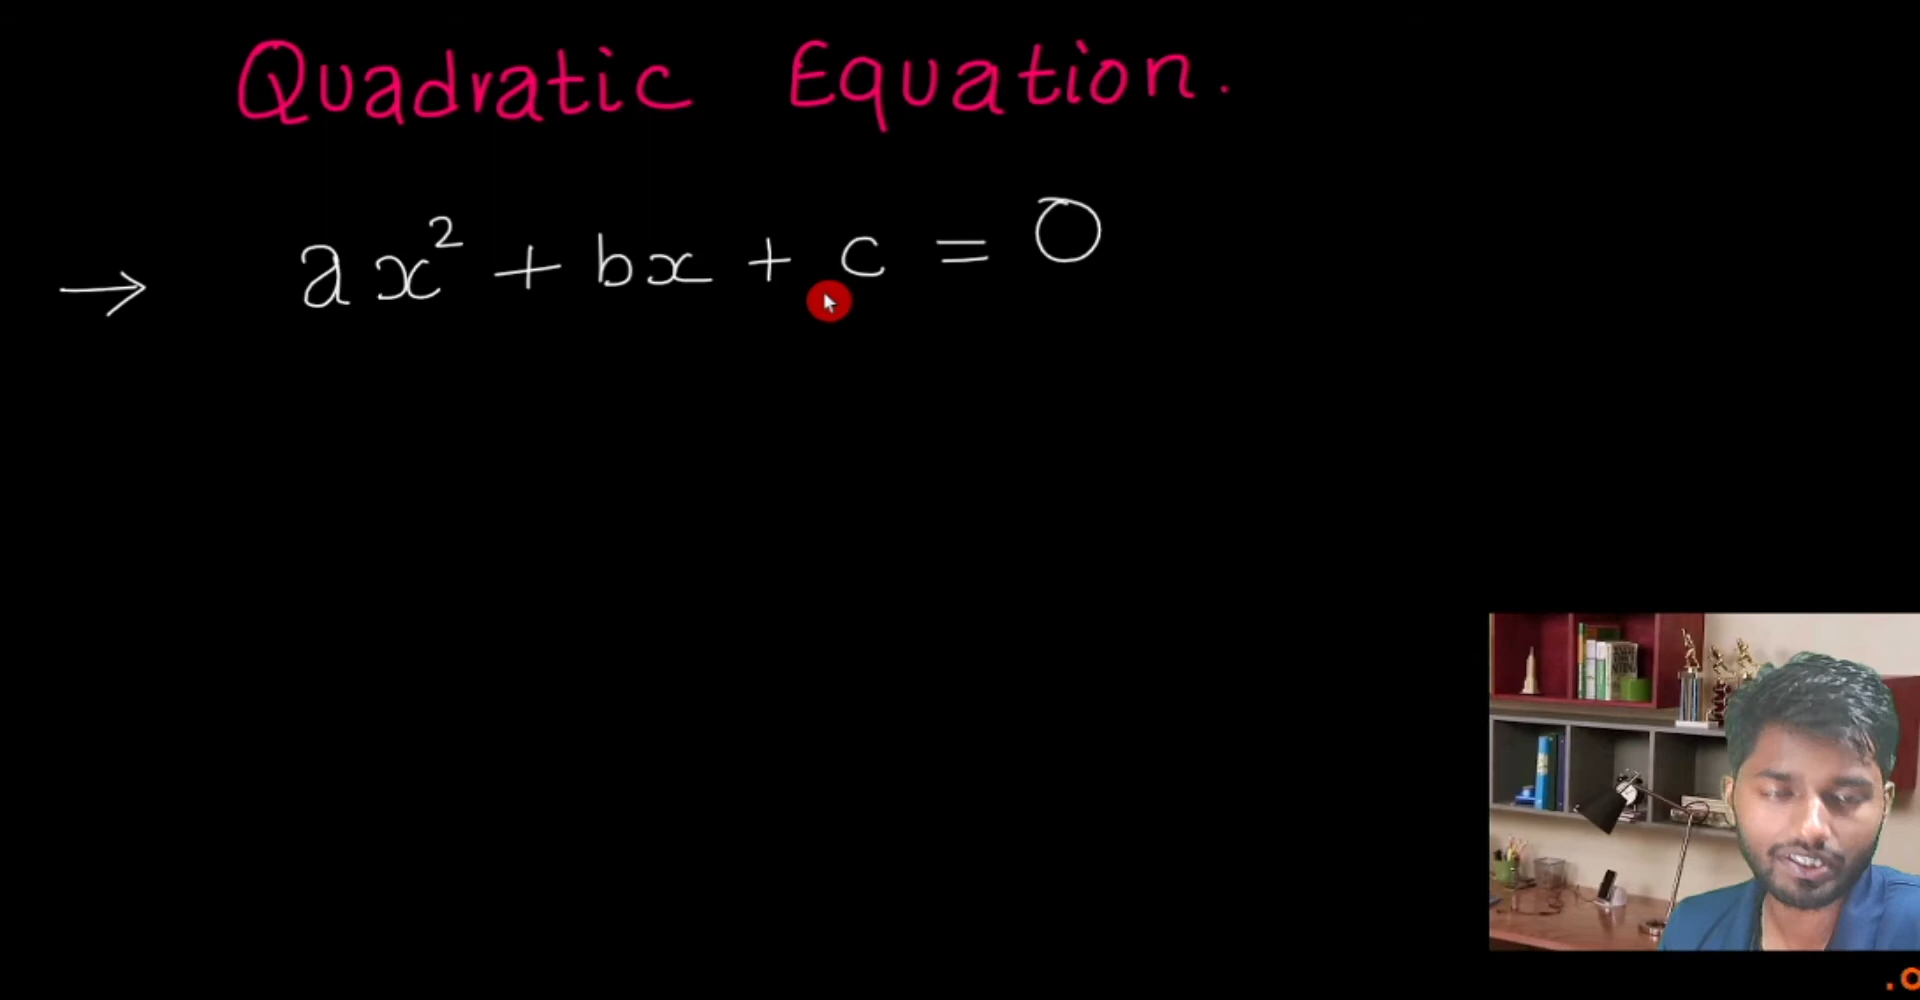 Quadratic Equation.
→ ax² + bx + c = 0
.o